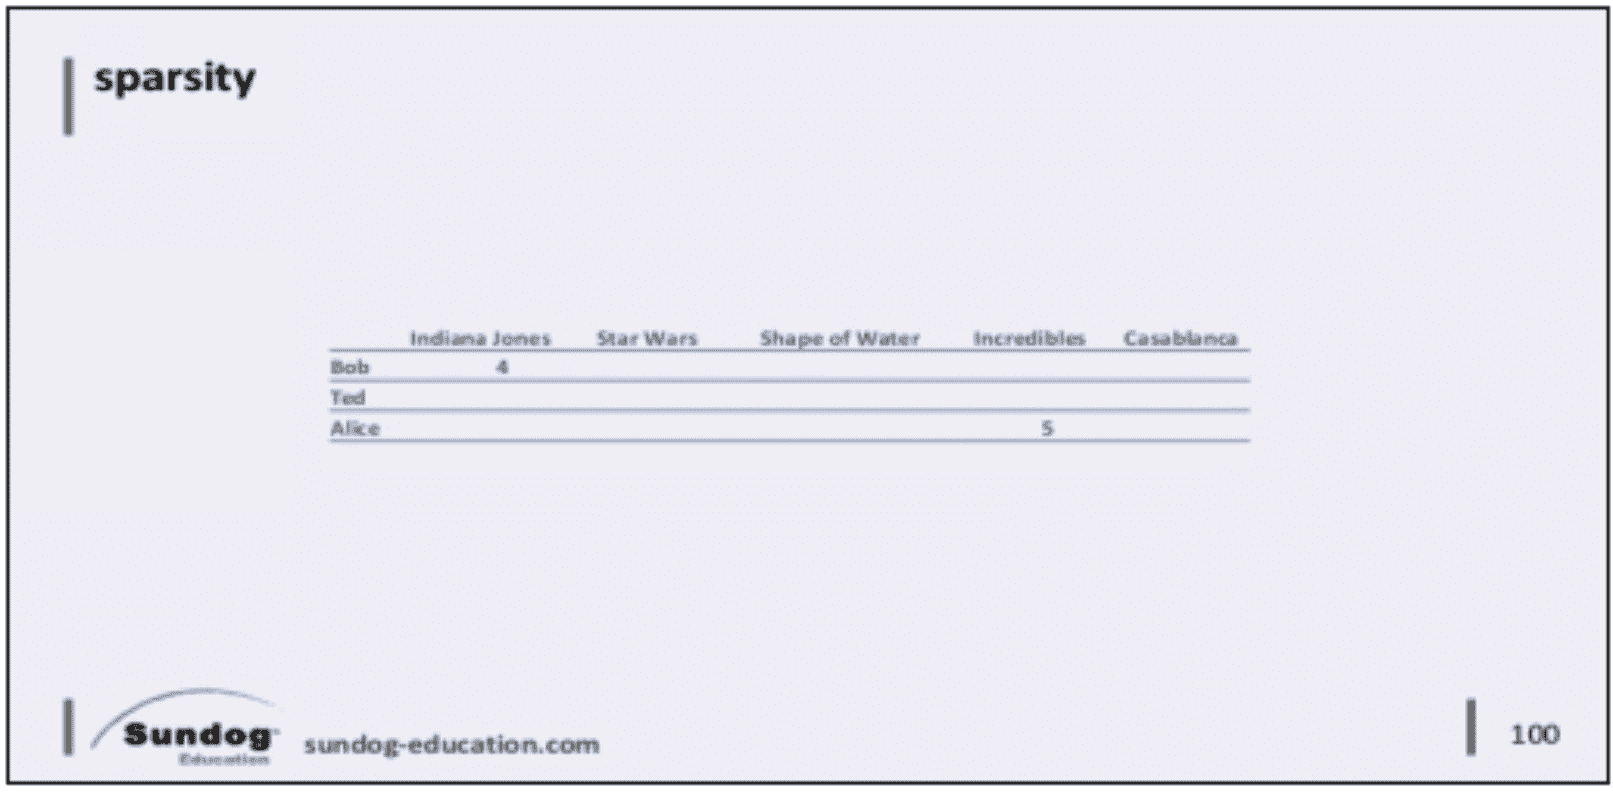 sparsity
Indiana Jones Star Wars Shape of Water Incredibles Casablanca
Bob 4
Ted
Alice 5
Sundog
Education
sundog-education.com
100